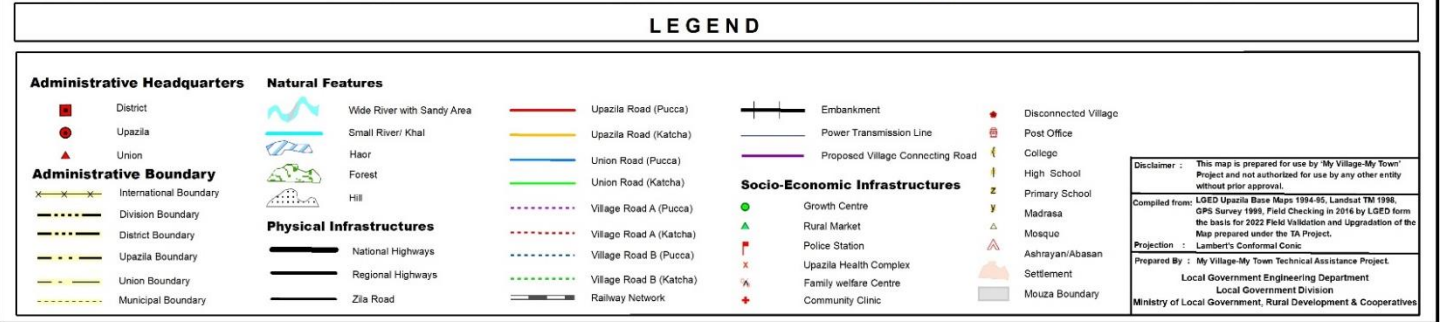 LEGEND
Administrative Headquarters
District
Upazila
Union
Administrative Boundary
International Boundary
Division Boundary
District Boundary
Upazila Boundary
Union Boundary
Municipal Boundary
Natural Features
Wide River with Sandy Area
Small River/ Khal
Haor
Forest
Hill
Physical Infrastructures
National Highways
Regional Highways
Zila Road
Upazila Road (Pucca)
Upazila Road (Katcha)
Union Road (Pucca)
Union Road (Katcha)
Village Road A (Pucca)
Village Road A (Katcha)
Village Road B (Pucca)
Village Road B (Katcha)
Railway Network
Embankment
Power Transmission Line
Proposed Village Connecting Road
Socio-Economic Infrastructures
Growth Centre
Rural Market
Police Station
x Upazila Health Complex
Family welfare Centre
Community Clinic
Disconnected Village
Post Office
College
High School
z Primary School
y Madrasa
Mosque
Ashrayan/Abasan
Settlement
Mouza Boundary
Disclaimer : This map is prepared for use by 'My Village-My Town'
Project and not authorized for use by any other entity
without prior approval.
Compiled from: LGED Upazila Base Maps 1994-95, Landsat TM 1998,
GPS Survey 1999, Field Checking in 2016 by LGED form
the basis for 2022 Field Validation and Upgradation of the
Map prepared under the TA Project.
Projection : Lambert's Conformal Conic
Prepared By : My Village-My Town Technical Assistance Project.
Local Government Engineering Department
Local Government Division
Ministry of Local Government, Rural Development & Cooperatives